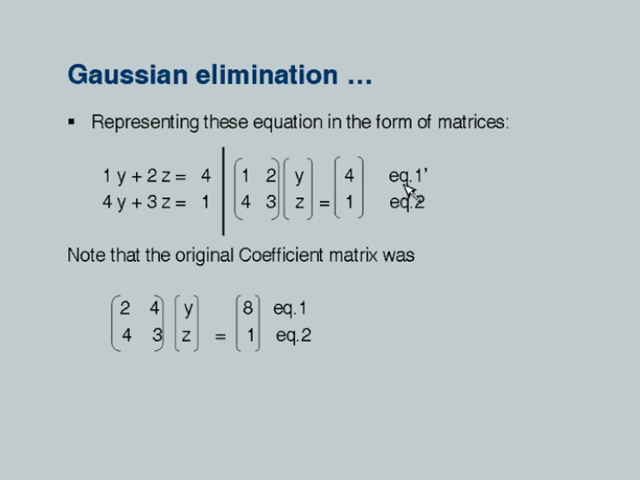 Gaussian elimination …
▪ Representing these equation in the form of matrices:
1 y + 2 z = 4 | (1 2) (y) (4) eq.1’
4 y + 3 z = 1 | (4 3) (z) = (1) eq.2
Note that the original Coefficient matrix was
(2 4) (y) (8) eq.1
(4 3) (z) = (1) eq.2